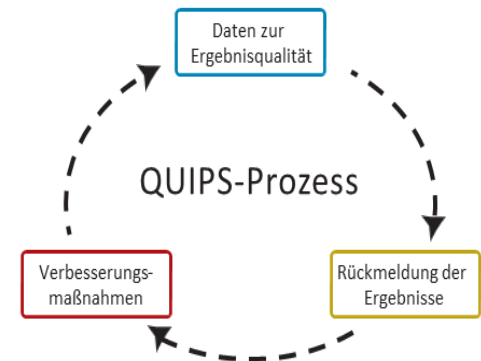 Daten zur
Ergebnisqualität
QUIPS-Prozess
Verbesserungs-
maßnahmen
Rückmeldung der
Ergebnisse